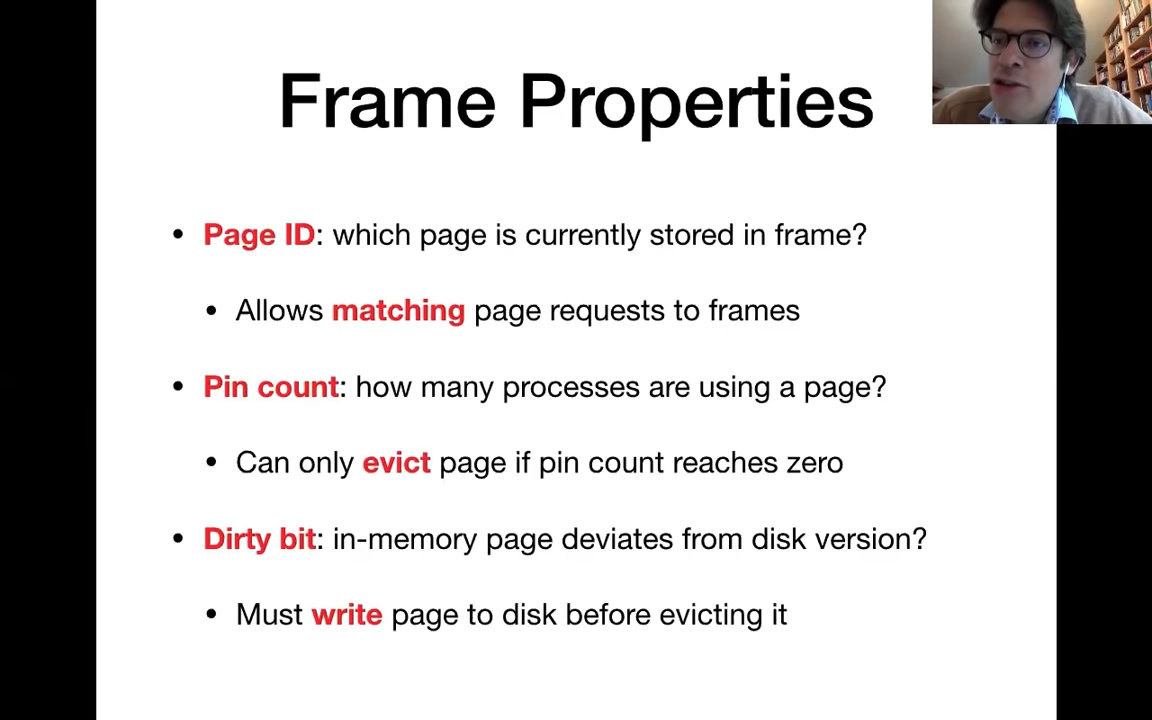 Frame Properties
• Page ID: which page is currently stored in frame?
• Allows matching page requests to frames
• Pin count: how many processes are using a page?
• Can only evict page if pin count reaches zero
• Dirty bit: in-memory page deviates from disk version?
• Must write page to disk before evicting it